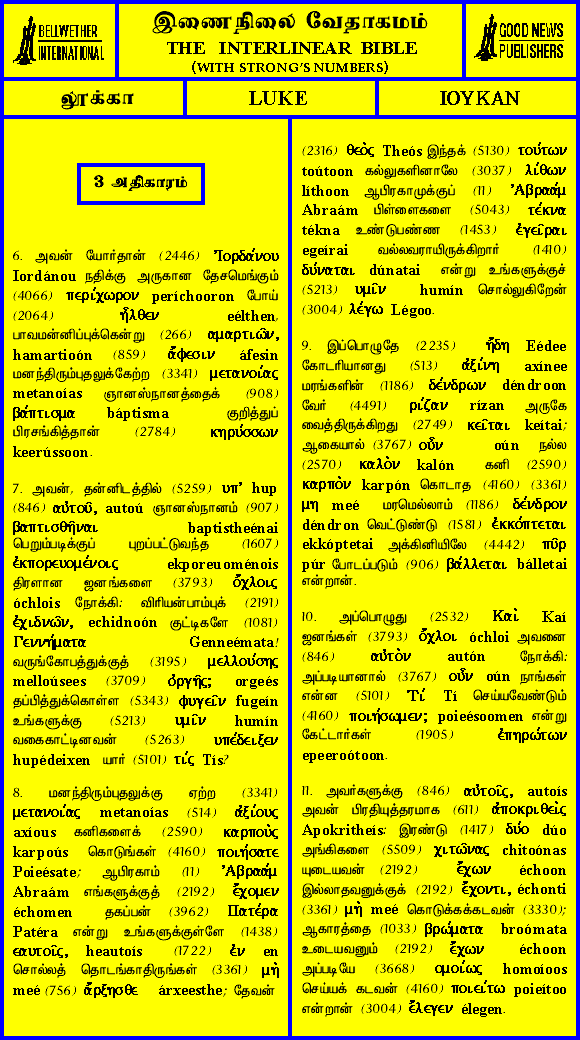 BELLWETHER
INTERNATIONAL
இணைநிலை வேதாகமம்
THE INTERLINEAR BIBLE
(WITH STRONG'S NUMBERS)
GOOD NEWS
PUBLISHERS
லூக்கா
LUKE
ΙΟΥΚΑΝ
3 அதிகாரம்
6. அவன் யோர்தான் (2446) Ἰορδάνου
Iordánou நதிக்கு அருகான தேசமெங்கும்
(4066) περίχωρον períchooron போய்
(2064) ἦλθεν eélthen,
பாவமன்னிப்புக்கென்று (266) αμαρτιῶν,
hamartioón (859) ἄφεσιν áfesin
மனந்திரும்புதலுக்கேற்ற (3341) μετανοίας
metanoías ஞானஸ்நானத்தைக் (908)
βάπτισμα báptisma குறித்துப்
பிரசங்கித்தான் (2784) κηρύσσων
keerússoon.
7. அவன், தன்னிடத்தில் (5259) υπ' hup
(846) αὐτοῦ, autoú ஞானஸ்நானம் (907)
βαπτισθῆναι baptistheénai
பெறும்படிக்குப் புறப்பட்டுவந்த (1607)
ἐκπορευομένοις ekporeuoménois
திரளான ஜனங்களை (3793) ὄχλοις
óchlois நோக்கி: விரியன்பாம்புக் (2191)
ἐχιδνῶν, echidnoón குட்டிகளே (1081)
Γεννήματα Genneémata!
வருங்கோபத்துக்குத் (3195) μελλούσης
melloúsees (3709) ὀργῆς; orgeés
தப்பித்துக்கொள்ள (5343) φυγεῖν fugeín
உங்களுக்கு (5213) υμῖν humín
வகைகாட்டினவன் (5263) υπέδειξεν
hupédeixen யார் (5101) τίς Tís?
8. மனந்திரும்புதலுக்கு ஏற்ற (3341)
μετανοίας metanoías (514) ἀξίους
axíous கனிகளைக் (2590) καρποὺς
karpoús கொடுங்கள் (4160) ποιήσατε
Poieésate; ஆபிரகாம் (11) Ἀβραάμ
Abraám எங்களுக்குத் (2192) ἔχομεν
échomen தகப்பன் (3962) Πατέρα
Patéra என்று உங்களுக்குள்ளே (1438)
εαυτοῖς, heautoís (1722) ἐν en
சொல்லத் தொடங்காதிருங்கள் (3361) μὴ
meé (756) ἄρξησθε árxeesthe; தேவன்
(2316) θεὸς Theós இந்தக் (5130) τούτων
toútoon கல்லுகளினாலே (3037) λίθων
líthoon ஆபிரகாமுக்குப் (11) Ἀβραάμ
Abraám பிள்ளைகளை (5043) τέκνα
tékna உண்டுபண்ண (1453) ἐγεῖραι
egeírai வல்லவராயிருக்கிறார் (1410)
δύναται dúnatai என்று உங்களுக்குச்
(5213) υμῖν humín சொல்லுகிறேன்
(3004) λέγω Légoo.
9. இப்பொழுதே (2235) ἤδη Eédee
கோடரியானது (513) ἀξίνη axínee
மரங்களின் (1186) δένδρων déndroon
வேர் (4491) ρίζαν rízan அருகே
வைத்திருக்கிறது (2749) κεῖται keítai;
ஆகையால் (3767) οὖν oún நல்ல
(2570) καλὸν kalón கனி (2590)
καρπὸν karpón கொடாத (4160) (3361)
μη meé மரமெல்லாம் (1186) δένδρον
déndron வெட்டுண்டு (1581) ἐκκόπτεται
ekkóptetai அக்கினியிலே (4442) πῦρ
púr போடப்படும் (906) βάλλεται bálletai
என்றான்.
10. அப்பொழுது (2532) Καὶ Kaí
ஜனங்கள் (3793) ὄχλοι óchloi அவனை
(846) αὐτὸν autón நோக்கி:
அப்படியானால் (3767) οὖν oún நாங்கள்
என்ன (5101) Τί Tí செய்யவேண்டும்
(4160) ποιήσωμεν; poieésoomen என்று
கேட்டார்கள் (1905) ἐπηρώτων
epeeroótoon.
11. அவர்களுக்கு (846) αὐτοῖς, autoís
அவன் பிரதியுத்தரமாக (611) ἀποκριθεὶς
Apokritheís: இரண்டு (1417) δύο dúo
அங்கிகளை (5509) χιτῶνας chitoónas
யுடையவன் (2192) ἔχων échoon
இல்லாதவனுக்குக் (2192) ἔχοντι, échonti
(3361) μὴ meé கொடுக்கக்கடவன் (3330);
ஆகாரத்தை (1033) βρώματα broómata
உடையவனும் (2192) ἔχων échoon
அப்படியே (3668) ομοίως homoíoos
செய்யக் கடவன் (4160) ποιείτω poieítoo
என்றான் (3004) ἔλεγεν élegen.